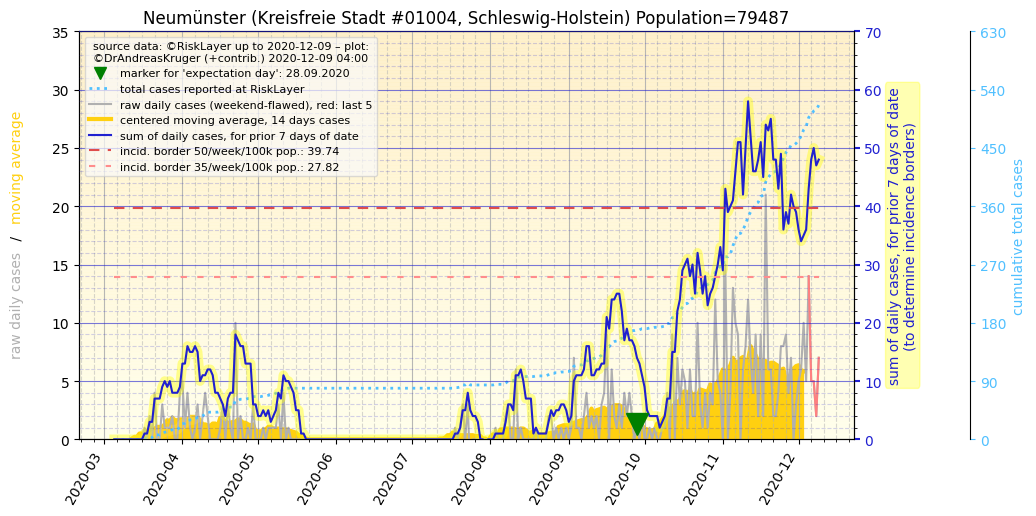 Neumünster (Kreisfreie Stadt #01004, Schleswig-Holstein) Population=79487
source data: ©RiskLayer up to 2020-12-09 – plot:
©DrAndreasKruger (+contrib.) 2020-12-09 04:00
marker for 'expectation day': 28.09.2020
total cases reported at RiskLayer
raw daily cases (weekend-flawed), red: last 5
centered moving average, 14 days cases
sum of daily cases, for prior 7 days of date
incid. border 50/week/100k pop.: 39.74
incid. border 35/week/100k pop.: 27.82
raw daily cases / moving average
35
30
25
20
15
10
5
0
70
60
50
40
30
20
10
0
sum of daily cases, for prior 7 days of date
(to determine incidence borders)
630
540
450
360
270
180
90
0
cumulative total cases
2020-03
2020-04
2020-05
2020-06
2020-07
2020-08
2020-09
2020-10
2020-11
2020-12